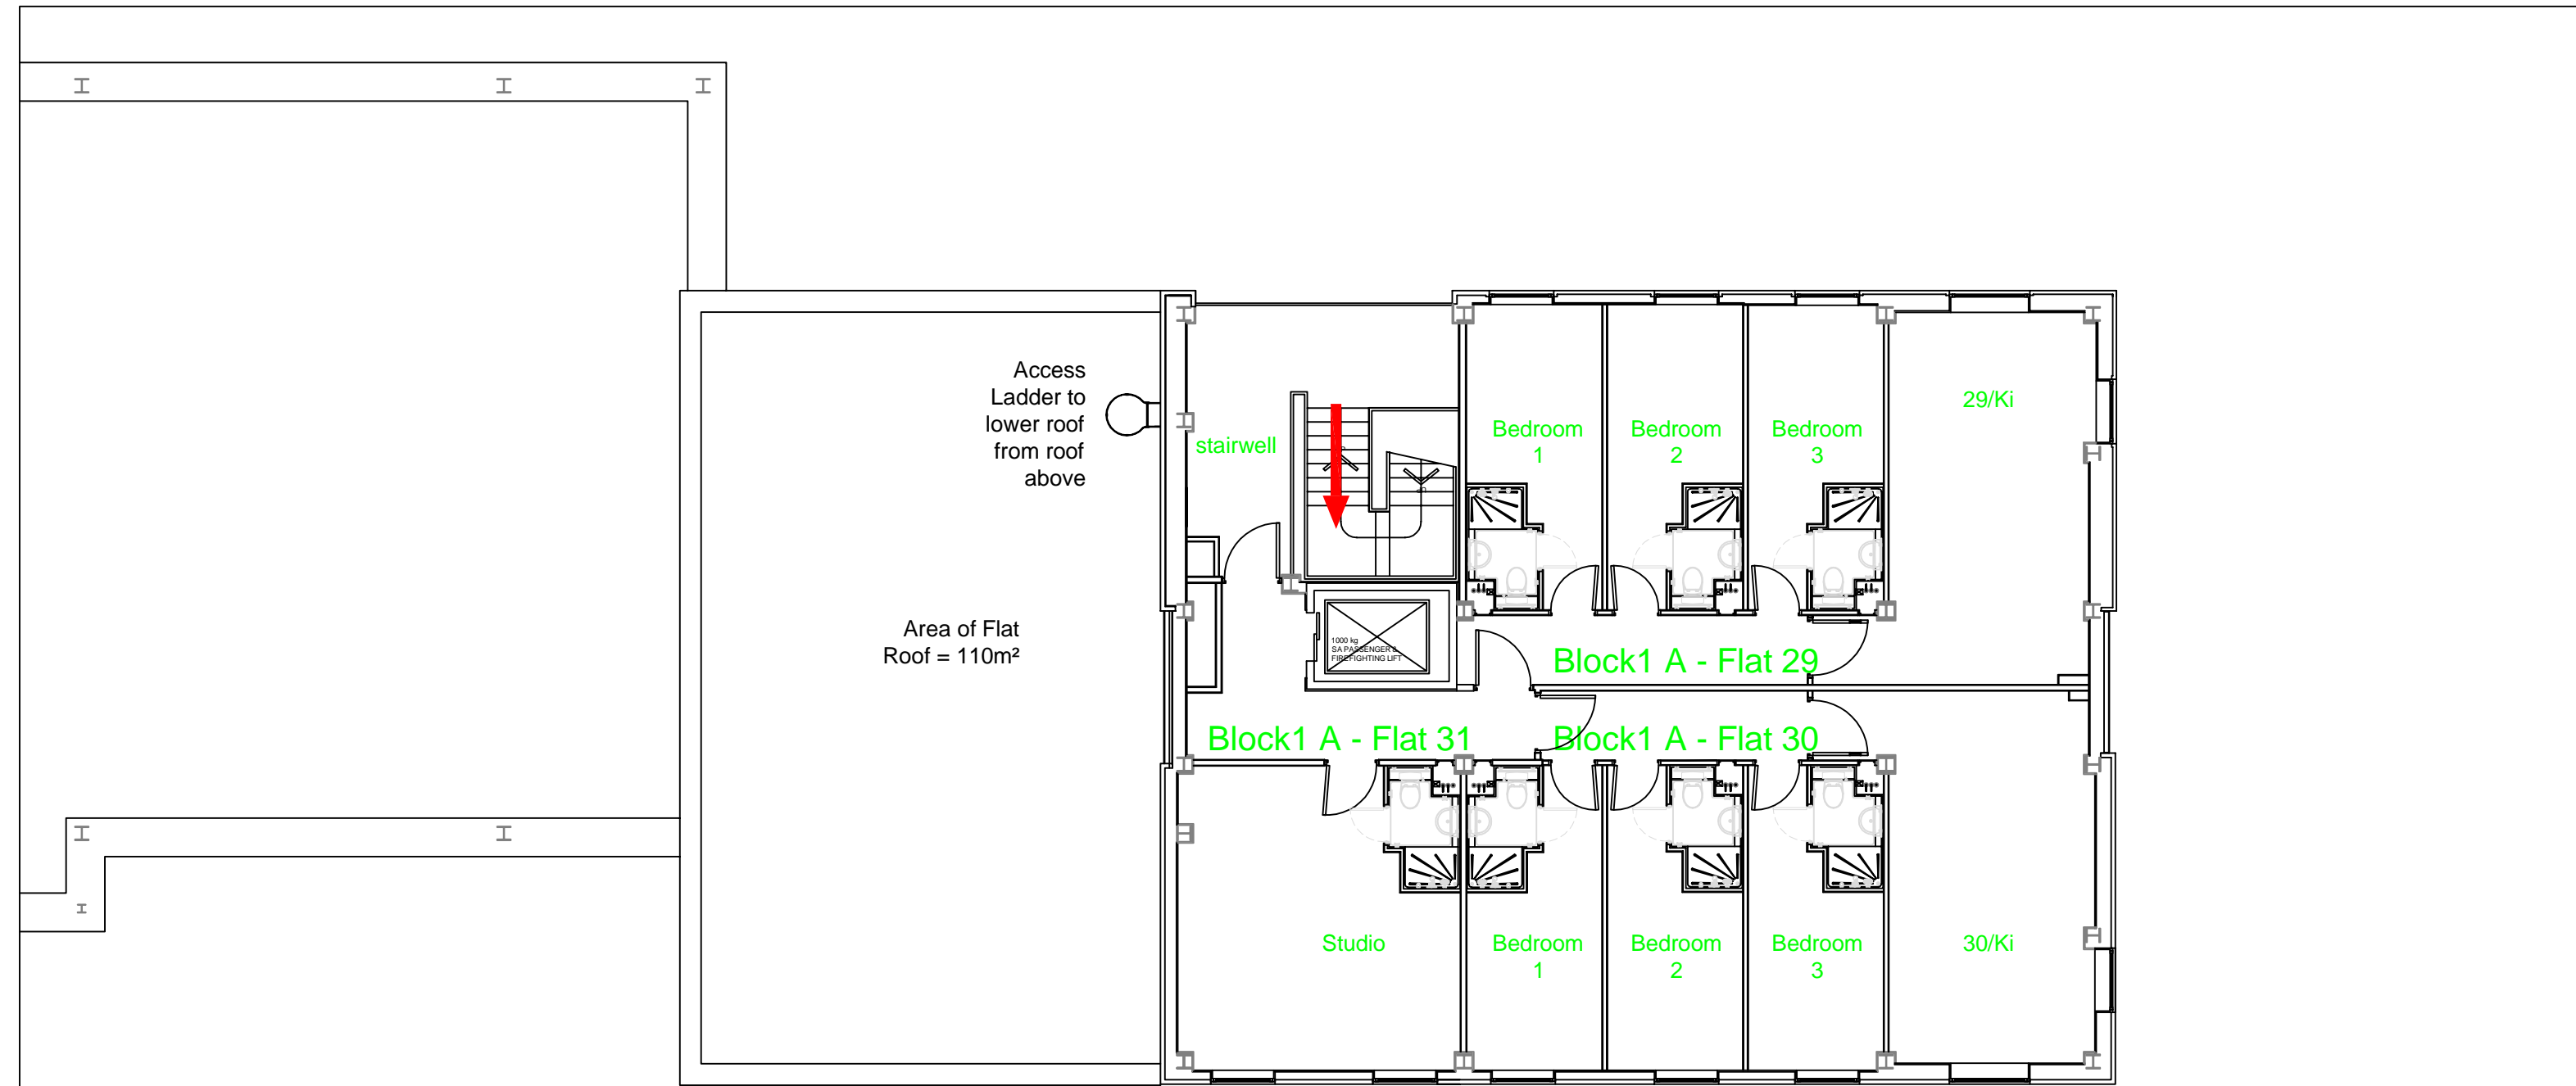 Access
Ladder to
lower roof
from roof
above
stairwell
Bedroom
1
Bedroom
2
Bedroom
3
29/Ki
Area of Flat
Roof = 110m²
1000 kg
SA PASSENGER &
FIREFIGHTING LIFT
Block1 A - Flat 29
Block1 A - Flat 31
Block1 A - Flat 30
Studio
Bedroom
1
Bedroom
2
Bedroom
3
30/Ki